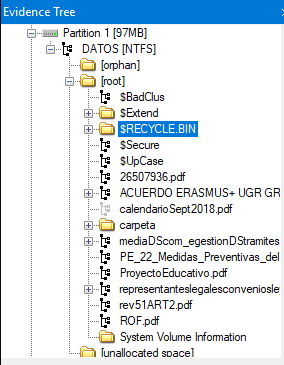 Evidence Tree
Partition 1 [97MB]
DATOS [NTFS]
[orphan]
[root]
$BadClus
$Extend
$RECYCLE.BIN
$Secure
$UpCase
26507936.pdf
ACUERDO ERASMUS+ UGR GR
calendarioSept2018.pdf
carpeta
mediaDScom_egestionDStramites
PE_22_Medidas_Preventivas_del
ProyectoEducativo.pdf
representanteslegalesconvenioslev
rev51ART2.pdf
ROF.pdf
System Volume Information
[unallocated space]